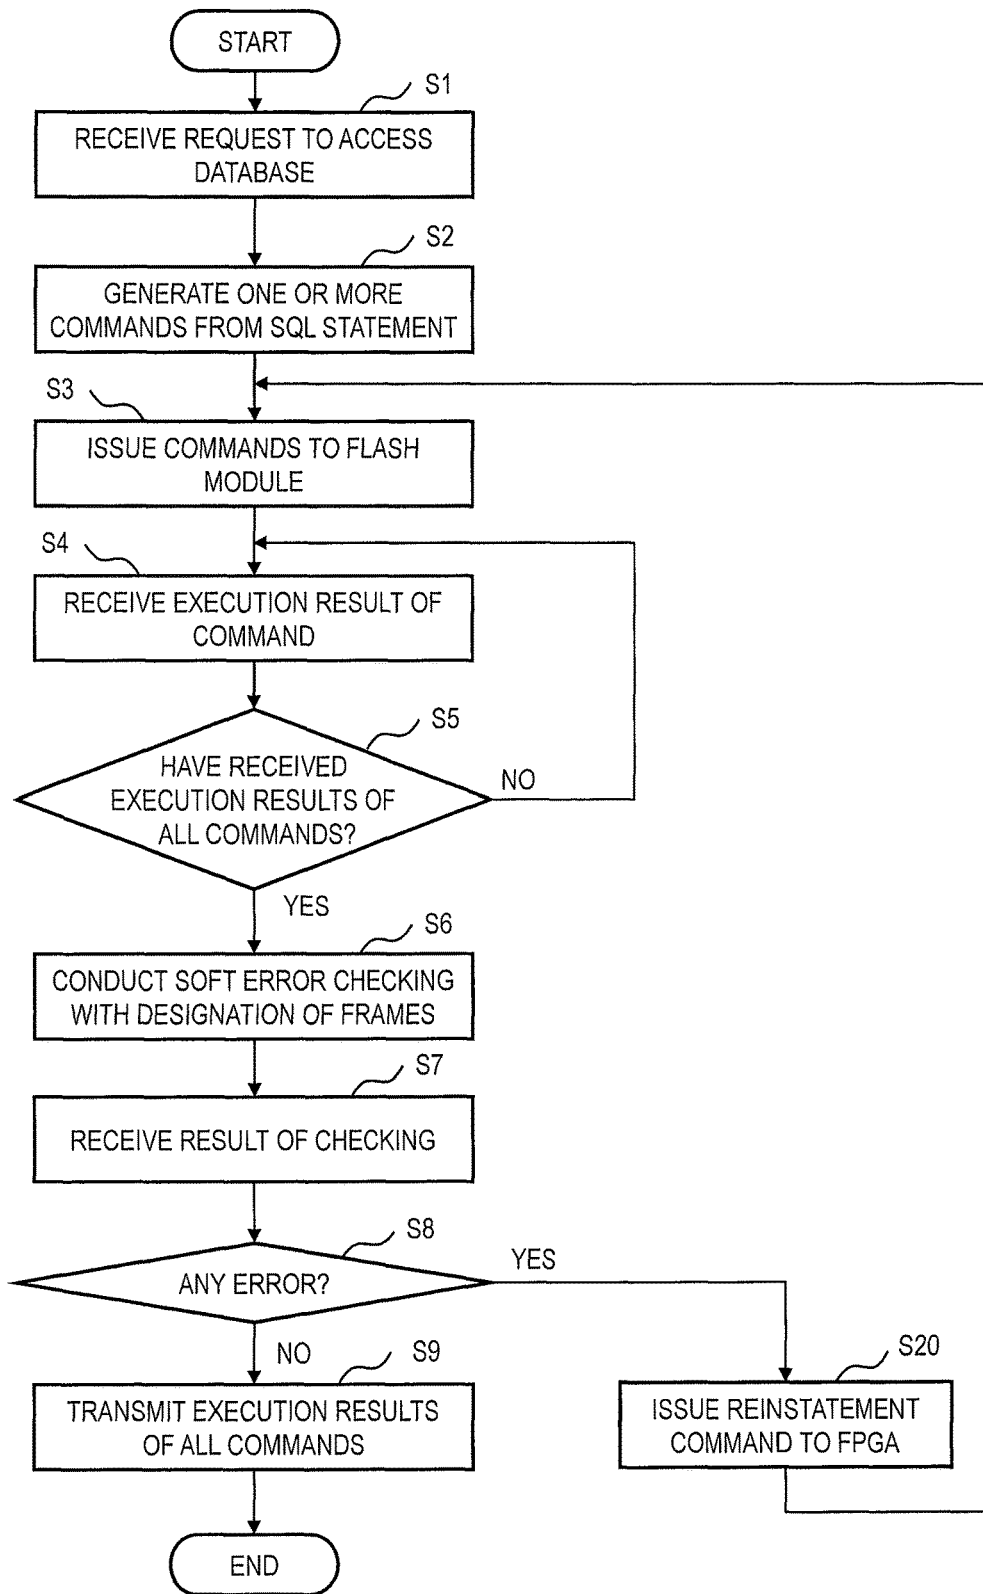 START
S1
RECEIVE REQUEST TO ACCESS
DATABASE
S2
GENERATE ONE OR MORE
COMMANDS FROM SQL STATEMENT
S3
ISSUE COMMANDS TO FLASH
MODULE
S4
RECEIVE EXECUTION RESULT OF
COMMAND
S5
HAVE RECEIVED
EXECUTION RESULTS OF
ALL COMMANDS?
NO
YES
S6
CONDUCT SOFT ERROR CHECKING
WITH DESIGNATION OF FRAMES
S7
RECEIVE RESULT OF CHECKING
S8
ANY ERROR?
YES
NO
S9
TRANSMIT EXECUTION RESULTS
OF ALL COMMANDS
S20
ISSUE REINSTATEMENT
COMMAND TO FPGA
END